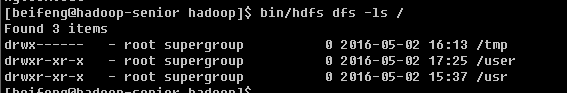 [beifeng@hadoop-senior hadoop]$ bin/hdfs dfs -ls /
Found 3 items
drwx------   - root supergroup          0 2016-05-02 16:13 /tmp
drwxr-xr-x   - root supergroup          0 2016-05-02 17:25 /user
drwxr-xr-x   - root supergroup          0 2016-05-02 15:37 /usr
[beifeng@hadoop-senior hadoop]$